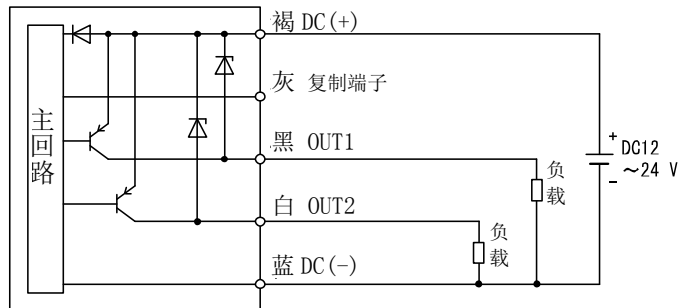 褐 DC(+)
灰 复制端子
主回路
黑 OUT1
+
DC12
～24 V
−
负载
白 OUT2
负载
蓝 DC(-)